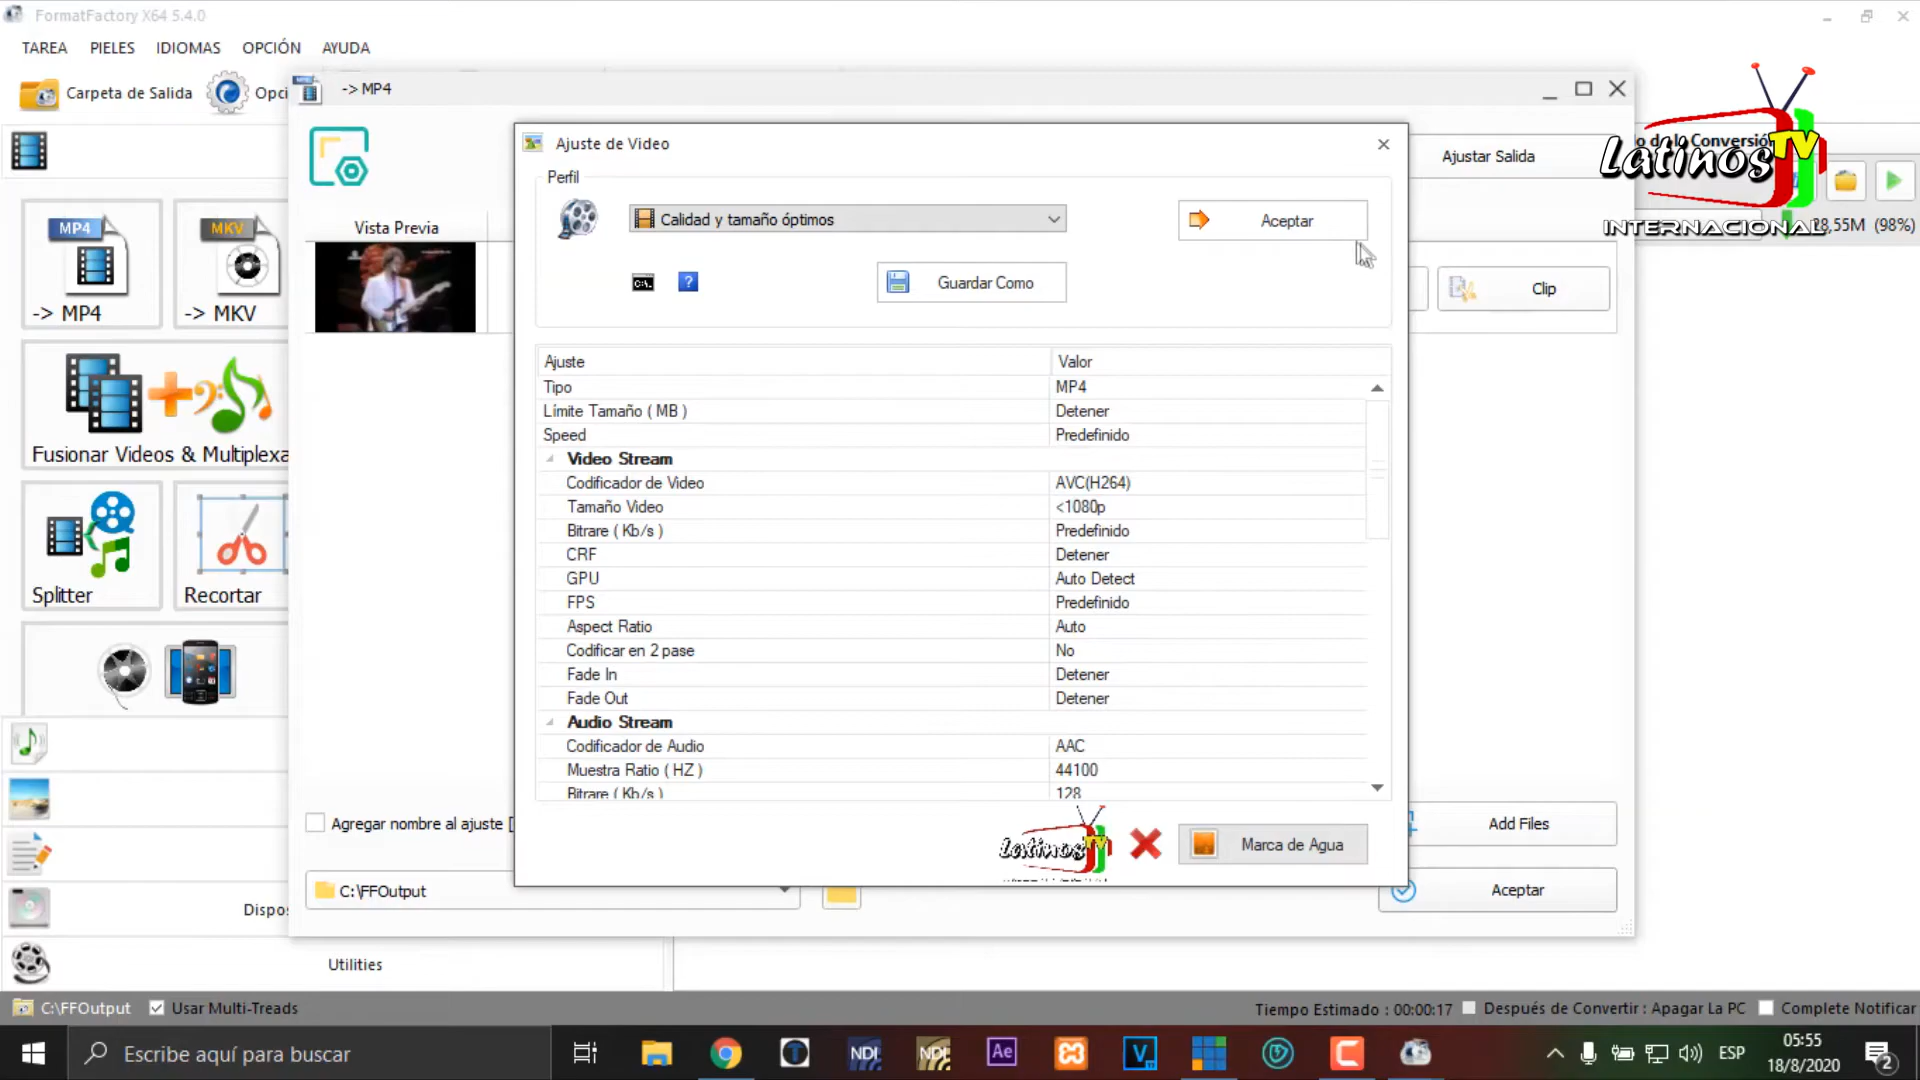 FormatFactory X64 5.4.0
TAREA PIELES IDIOMAS OPCIÓN AYUDA
Carpeta de Salida
-> MP4
Ajustar Salida
Latinos TV
INTERNACIONAL
(98%)
MP4
-> MP4
MKV
-> MKV
Vista Previa
Ajuste de Video
Perfil
Calidad y tamaño óptimos
Aceptar
C:\.
?
Guardar Como
Clip
Ajuste Valor
Tipo MP4
Límite Tamaño ( MB ) Detener
Speed Predefinido
Video Stream
Codificador de Video AVC(H264)
Tamaño Video <1080p
Bitrare ( Kb/s ) Predefinido
CRF Detener
GPU Auto Detect
FPS Predefinido
Aspect Ratio Auto
Codificar en 2 pase No
Fade In Detener
Fade Out Detener
Audio Stream
Codificador de Audio AAC
Muestra Ratio ( HZ ) 44100
Bitrare ( Kb/s ) 128
Latinos TV
Marca de Agua
Fusionar Videos & Multiplexa
Splitter
Recortar
Agregar nombre al ajuste [
Add Files
C:\FFOutput
Aceptar
Dispos
Utilities
C:\FFOutput Usar Multi-Treads
Tiempo Estimado : 00:00:17 Después de Convertir : Apagar La PC Complete Notificar
Escribe aquí para buscar
NDI
Ae
ESP
05:55
18/8/2020
2